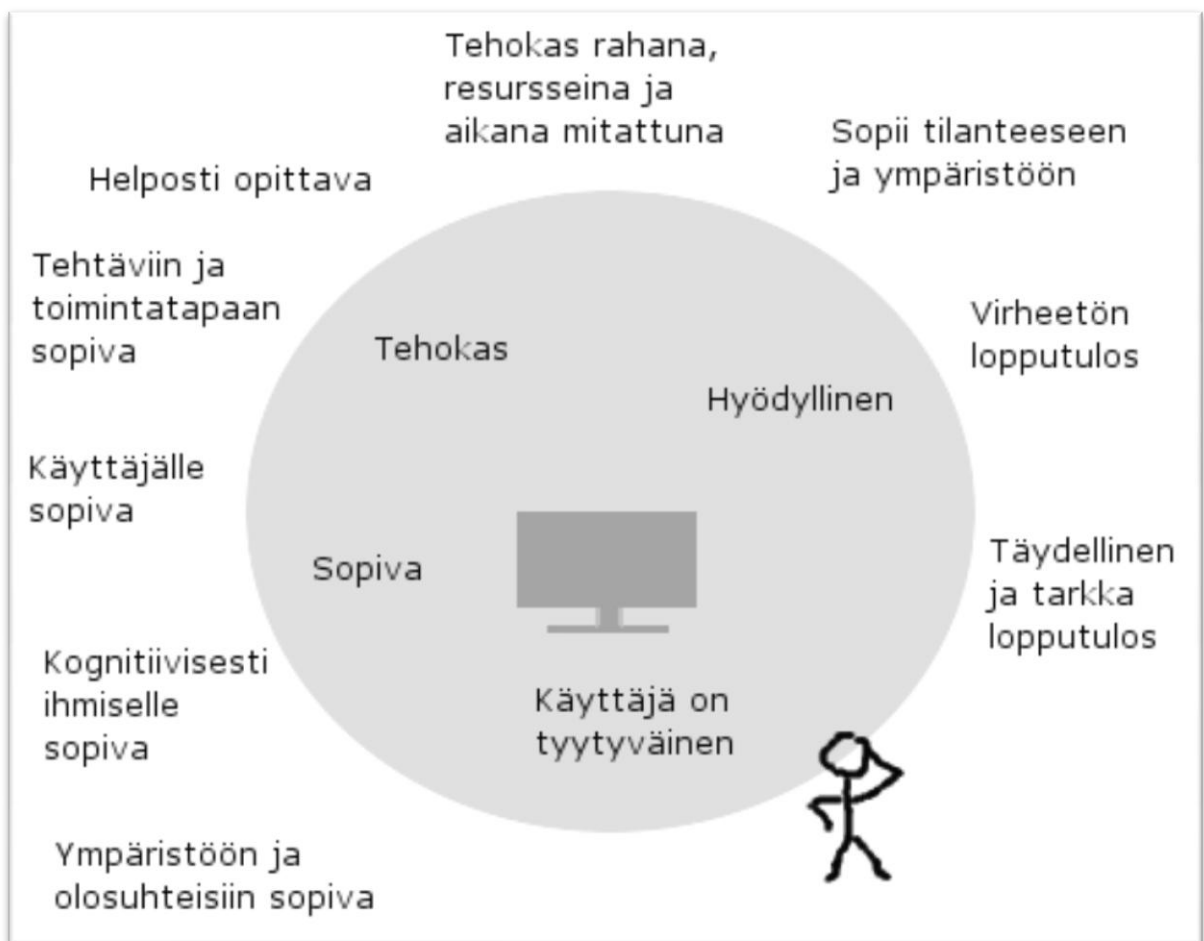 Tehokas rahana,
resursseina ja
aikana mitattuna
Sopii tilanteeseen
ja ympäristöön
Helposti opittava
Tehtäviin ja
toimintatapaan
sopiva
Virheetön
lopputulos
Tehokas
Hyödyllinen
Käyttäjälle
sopiva
Sopiva
Täydellinen
ja tarkka
lopputulos
Kognitiivisesti
ihmiselle
sopiva
Käyttäjä on
tyytyväinen
Ympäristöön ja
olosuhteisiin sopiva